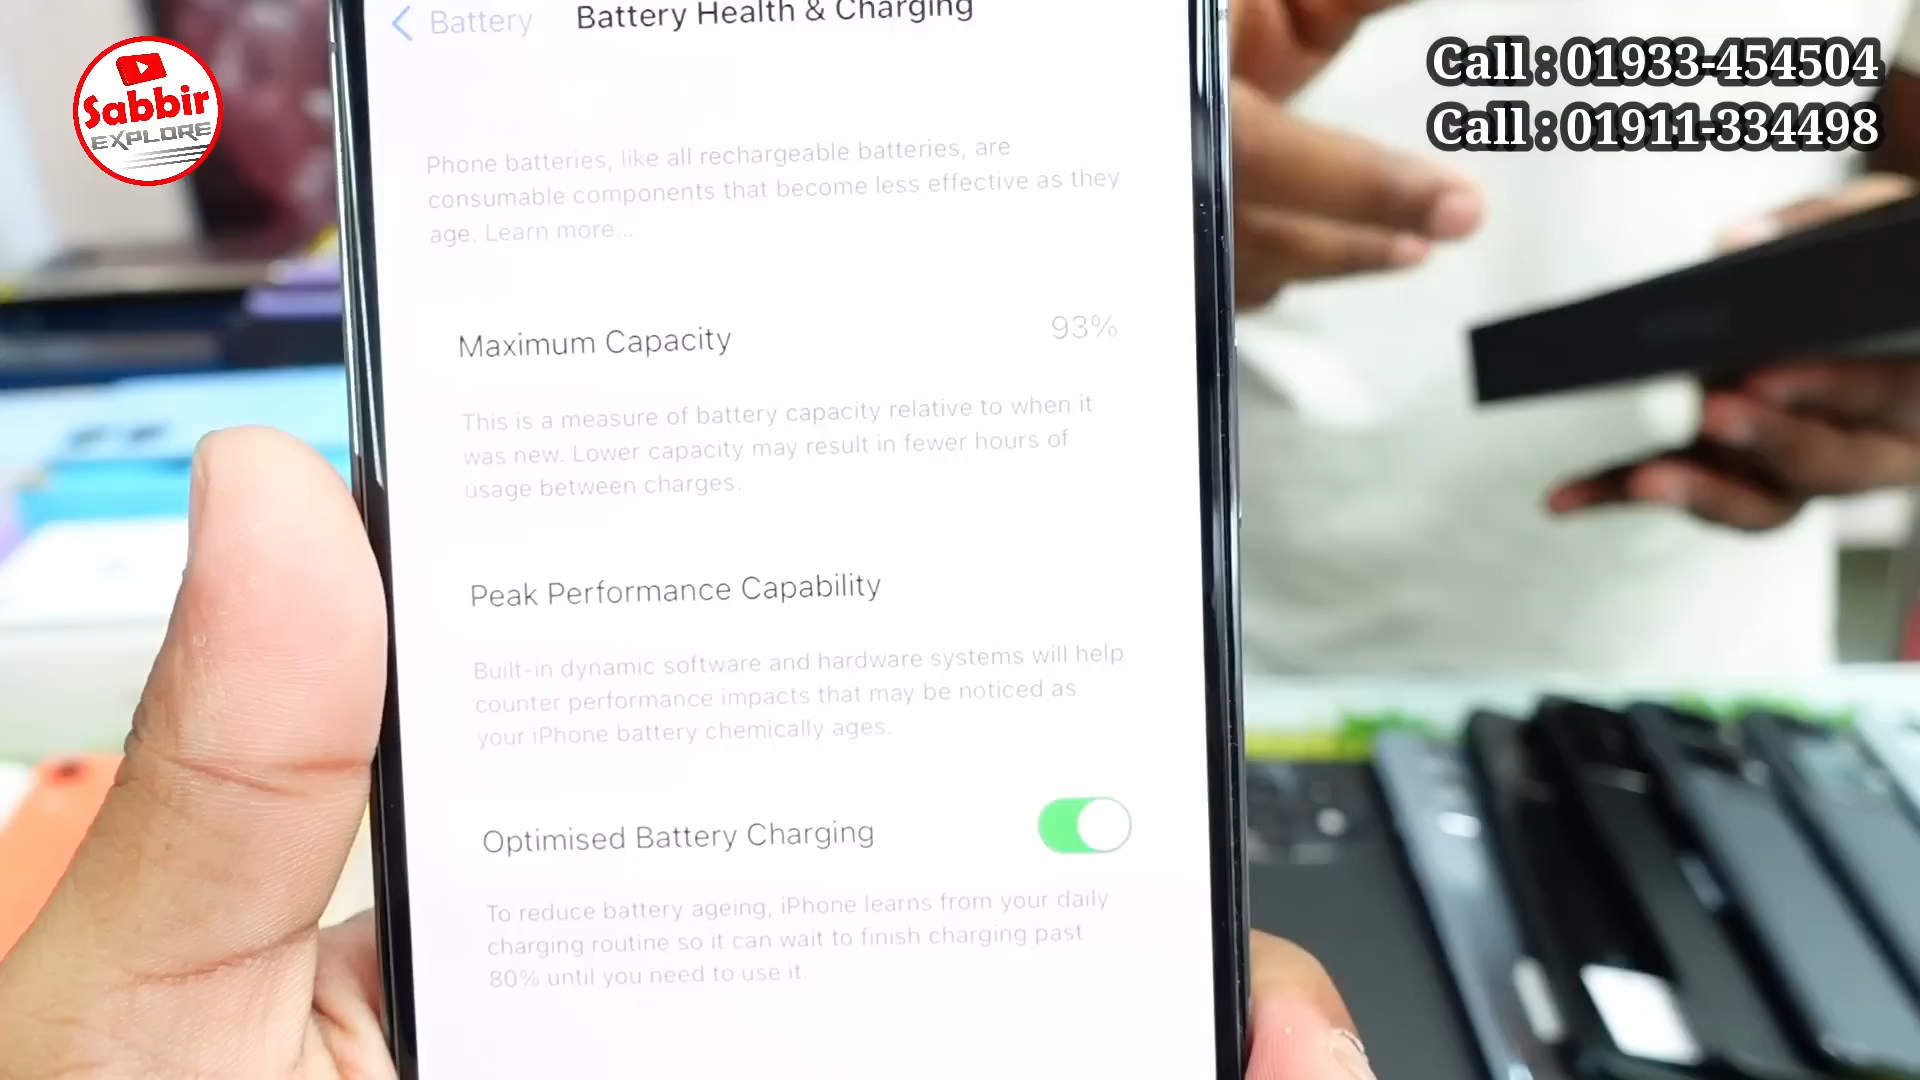 Battery
Battery Health & Charging
Call : 01933-454504
Call : 01911-334498
Sabbir
EXPLORE
Phone batteries, like all rechargeable batteries, are
consumable components that become less effective as they
age. Learn more...
Maximum Capacity
93%
This is a measure of battery capacity relative to when it
was new. Lower capacity may result in fewer hours of
usage between charges.
Peak Performance Capability
Built-in dynamic software and hardware systems will help
counter performance impacts that may be noticed as
your iPhone battery chemically ages.
Optimised Battery Charging
To reduce battery ageing, iPhone learns from your daily
charging routine so it can wait to finish charging past
80% until you need to use it.